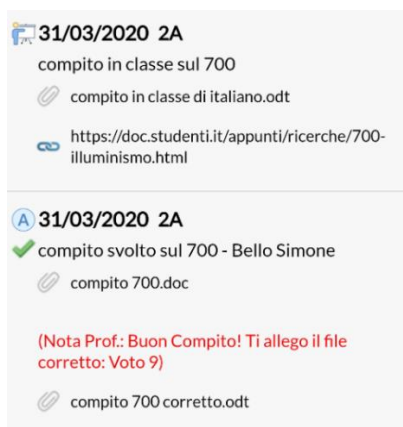 31/03/2020 2A
compito in classe sul 700
compito in classe di italiano.odt
https://doc.studenti.it/appunti/ricerche/700-
illuminismo.html
A 31/03/2020 2A
compito svolto sul 700 - Bello Simone
compito 700.doc
(Nota Prof.: Buon Compito! Ti allego il file
corretto: Voto 9)
compito 700 corretto.odt